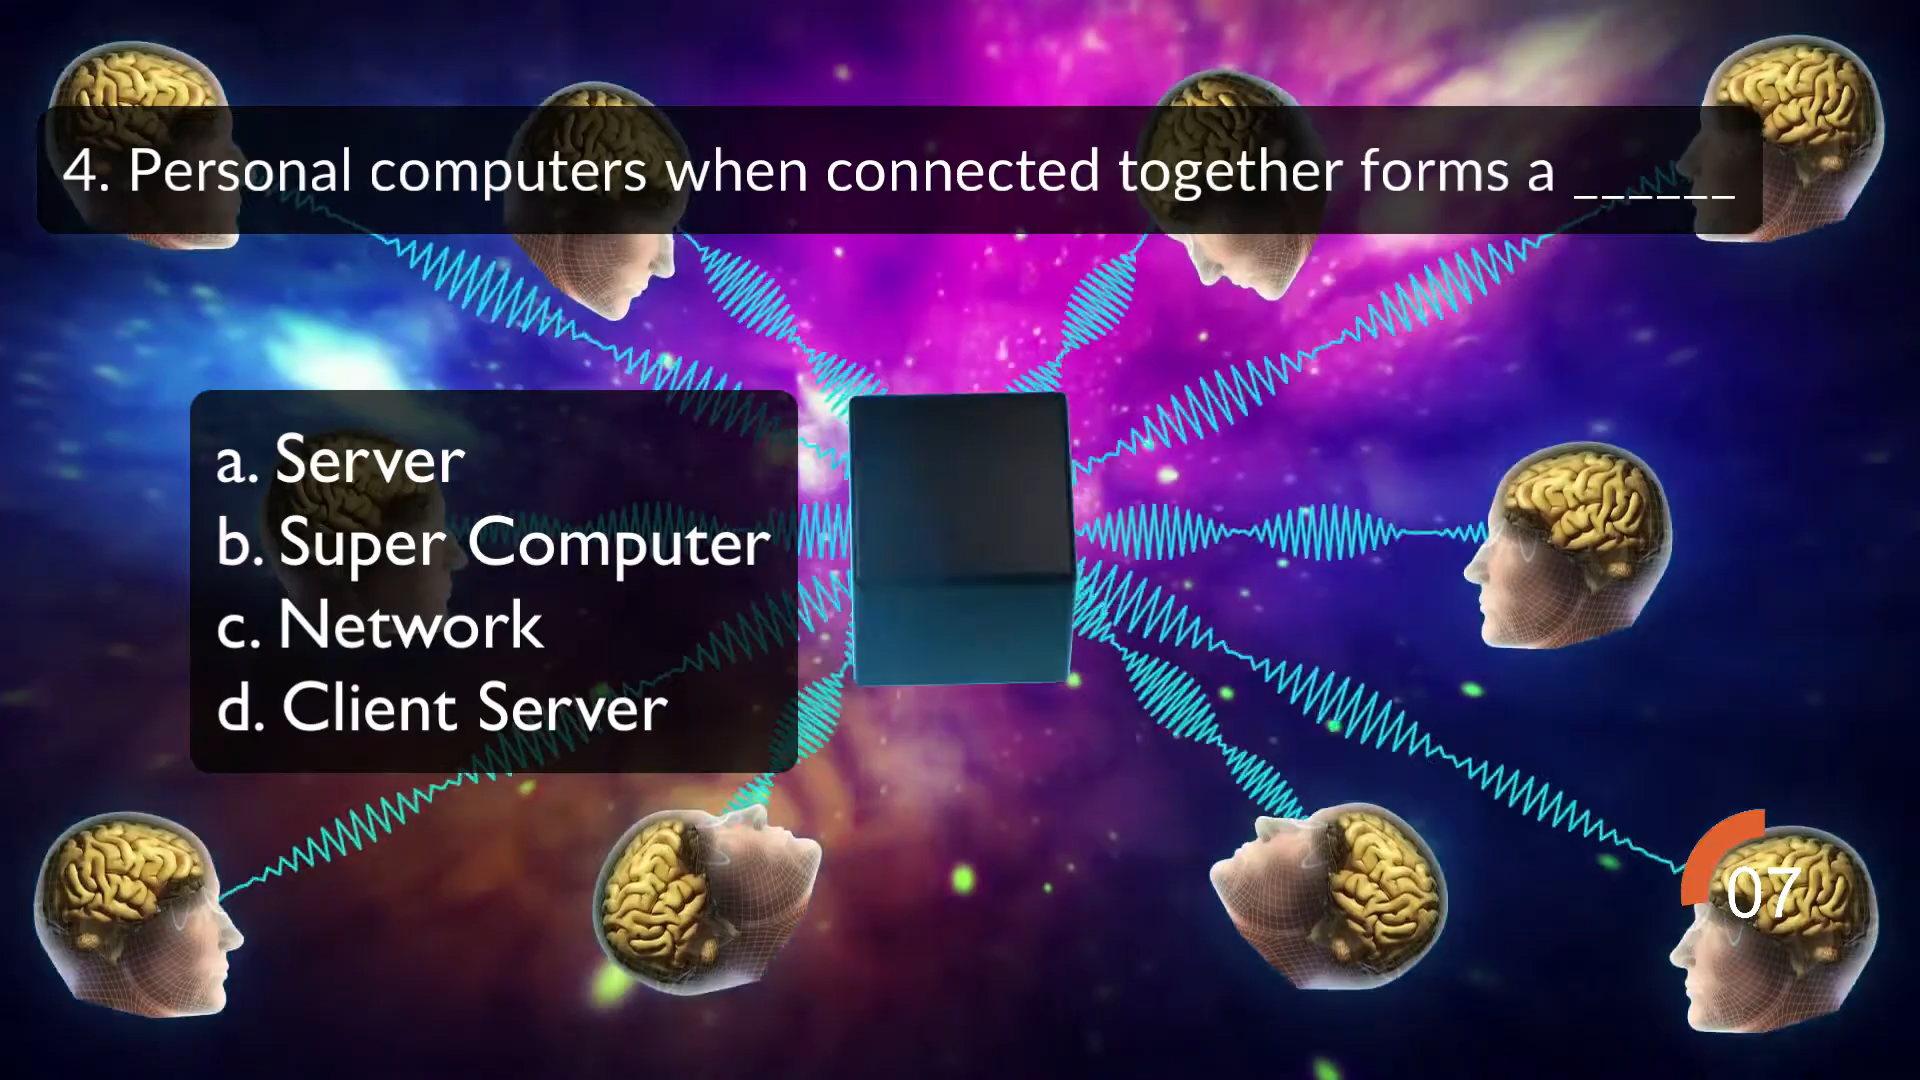 4. Personal computers when connected together forms a ______
a. Server
b. Super Computer
c. Network
d. Client Server
07